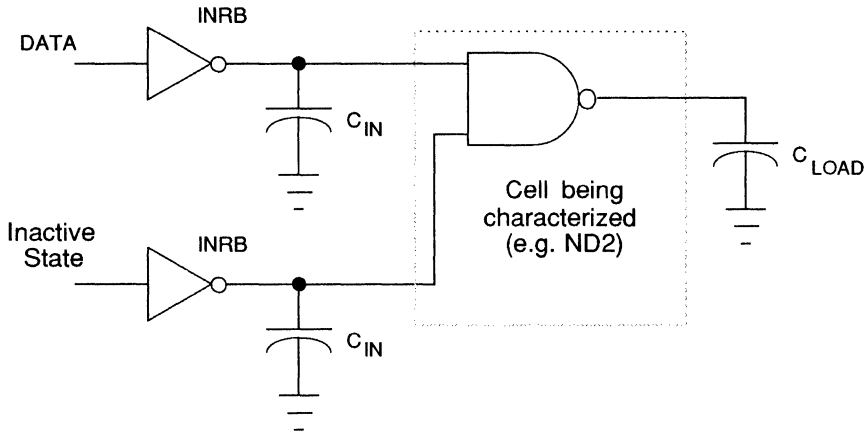 INRB
DATA
C IN
C LOAD
Cell being
characterized
(e.g. ND2)
Inactive
State
INRB
C IN